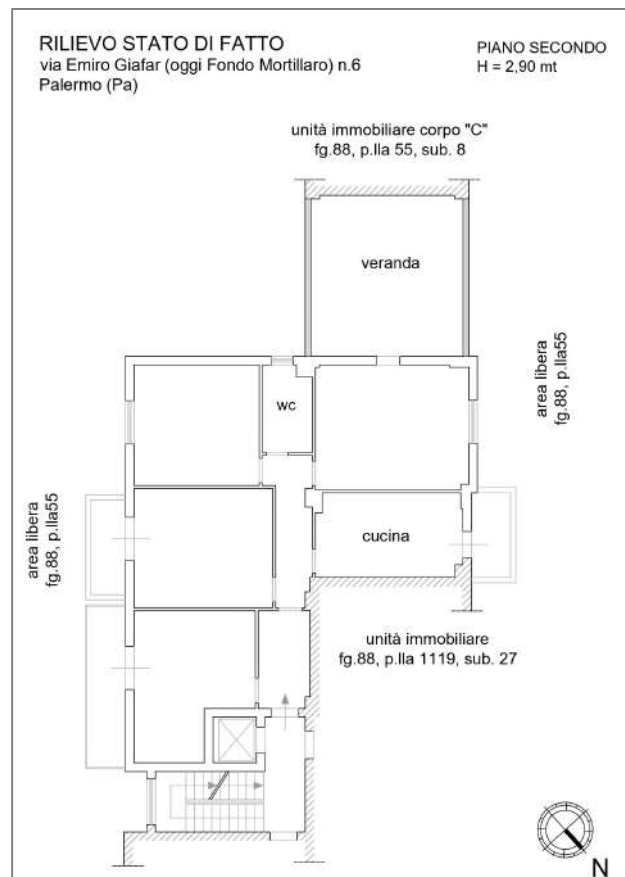 RILIEVO STATO DI FATTO
via Emiro Giafar (oggi Fondo Mortillaro) n.6
Palermo (Pa)
PIANO SECONDO
H = 2,90 mt
unità immobiliare corpo "C"
fg.88, p.lla 55, sub. 8
veranda
area libera
fg.88, p.lla55
wc
area libera
fg.88, p.lla55
cucina
unità immobiliare
fg.88, p.lla 1119, sub. 27
N